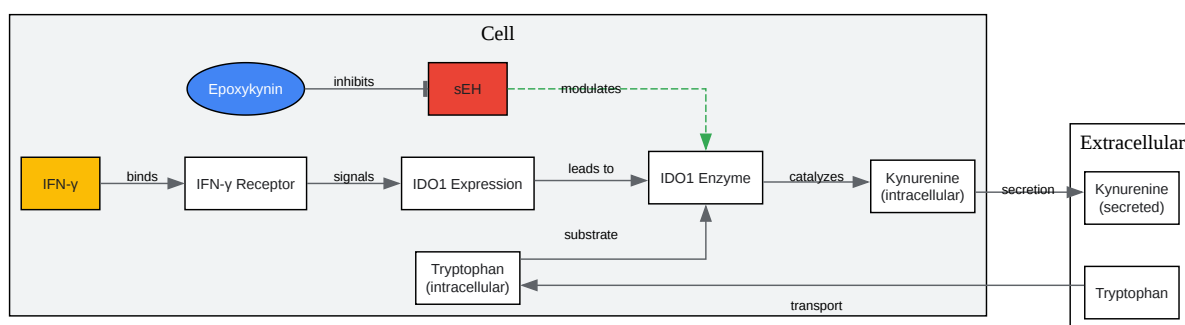 Cell
Epoxykynin
inhibits
sEH
modulates
Extracellular
IFN-γ
binds
IFN-γ Receptor
signals
IDO1 Expression
leads to
IDO1 Enzyme
catalyzes
Kynurenine
(intracellular)
secretion
Kynurenine
(secreted)
substrate
Tryptophan
(intracellular)
transport
Tryptophan